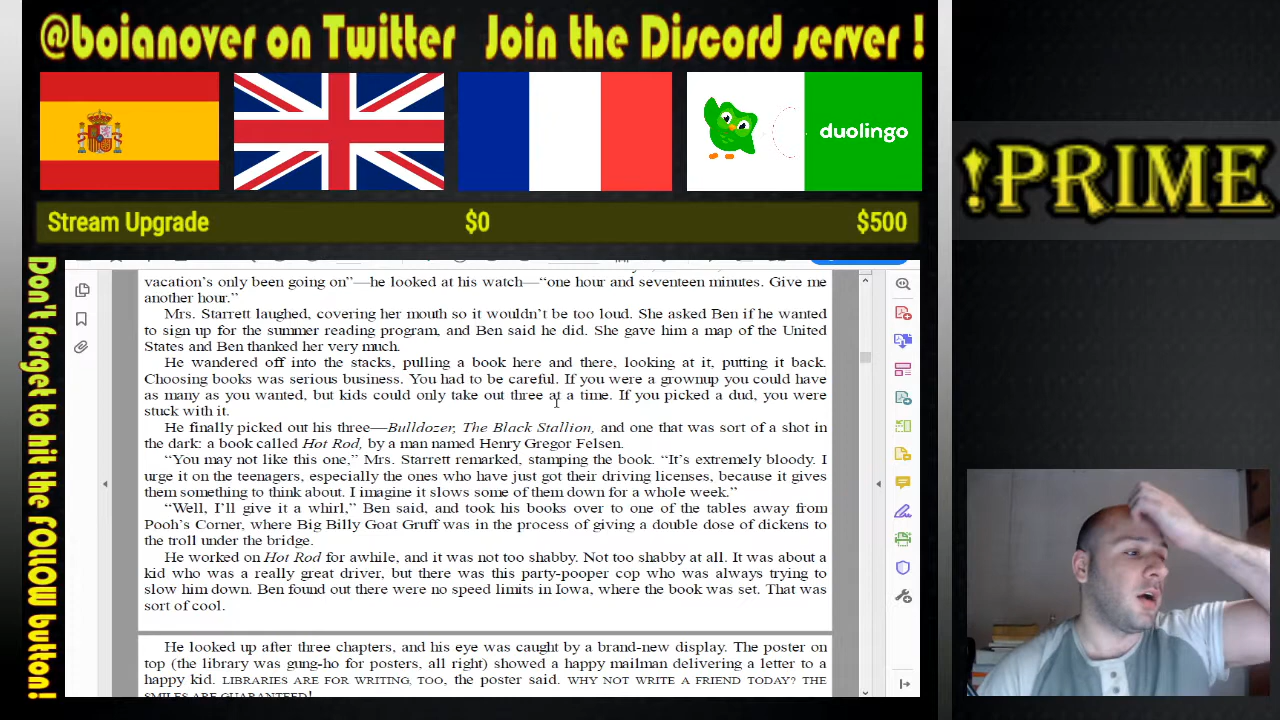 @boianover on Twitter Join the Discord server !
duolingo
!PRIME
Stream Upgrade $0 $500
Don't forget to hit the FOLLOW button!
vacation's only been going on”—he looked at his watch—“one hour and seventeen minutes. Give me
another hour.”
Mrs. Starrett laughed, covering her mouth so it wouldn't be too loud. She asked Ben if he wanted
to sign up for the summer reading program, and Ben said he did. She gave him a map of the United
States and Ben thanked her very much.
He wandered off into the stacks, pulling a book here and there, looking at it, putting it back.
Choosing books was serious business. You had to be careful. If you were a grownup you could have
as many as you wanted, but kids could only take out three at a time. If you picked a dud, you were
stuck with it.
He finally picked out his three—Bulldozer, The Black Stallion, and one that was sort of a shot in
the dark: a book called Hot Rod, by a man named Henry Gregor Felsen.
“You may not like this one,” Mrs. Starrett remarked, stamping the book. “It's extremely bloody. I
urge it on the teenagers, especially the ones who have just got their driving licenses, because it gives
them something to think about. I imagine it slows some of them down for a whole week.”
“Well, I'll give it a whirl,” Ben said, and took his books over to one of the tables away from
Pooh's Corner, where Big Billy Goat Gruff was in the process of giving a double dose of dickens to
the troll under the bridge.
He worked on Hot Rod for awhile, and it was not too shabby. Not too shabby at all. It was about a
kid who was a really great driver, but there was this party-pooper cop who was always trying to
slow him down. Ben found out there were no speed limits in Iowa, where the book was set. That was
sort of cool.
He looked up after three chapters, and his eye was caught by a brand-new display. The poster on
top (the library was gung-ho for posters, all right) showed a happy mailman delivering a letter to a
happy kid. LIBRARIES ARE FOR WRITING, TOO, the poster said. WHY NOT WRITE A FRIEND TODAY? THE
SMILES ARE GUARANTEED!